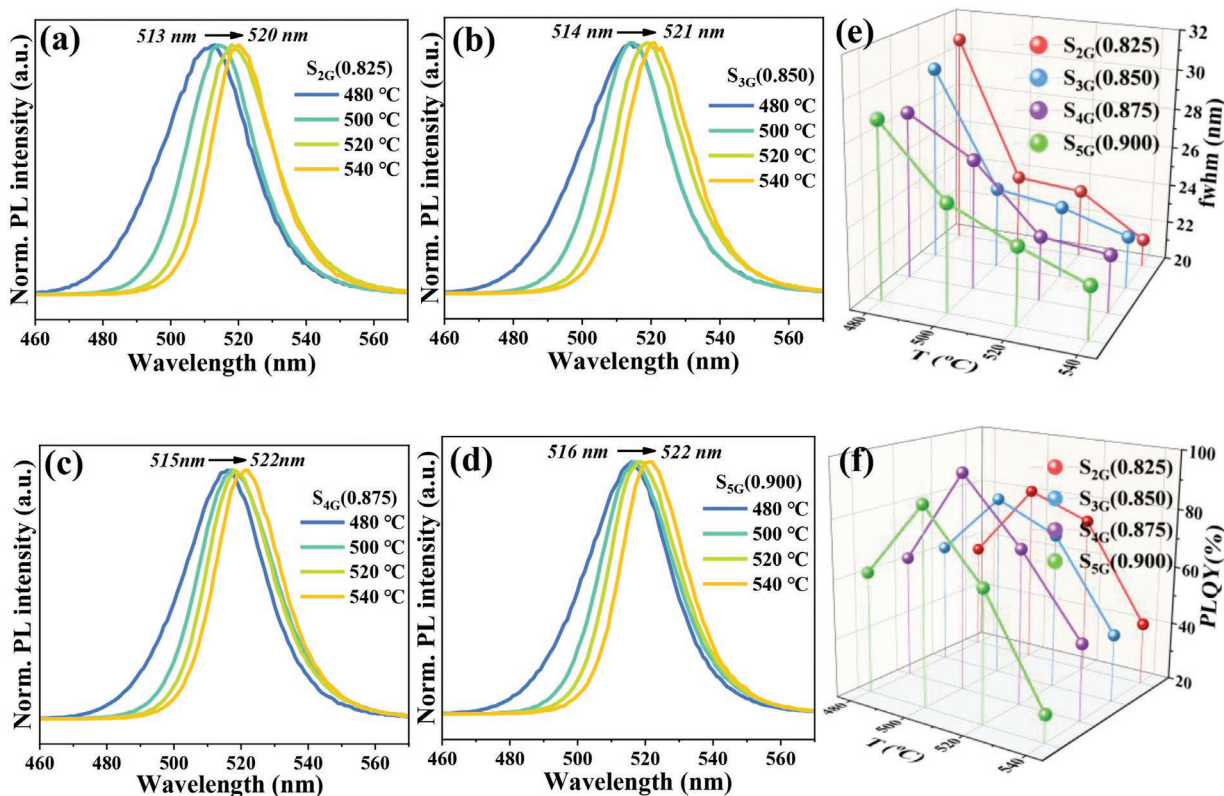 (a)
513 nm 520 nm
S2G(0.825)
480 °C
500 °C
520 °C
540 °C
Norm. PL intensity (a.u.)
460 480 500 520 540 560
Wavelength (nm)
(b)
514 nm 521 nm
S3G(0.850)
480 °C
500 °C
520 °C
540 °C
Norm. PL intensity (a.u.)
460 480 500 520 540 560
Wavelength (nm)
(e)
S2G(0.825)
S3G(0.850)
S4G(0.875)
S5G(0.900)
32
30
28
26
24
22
20
fwhm (nm)
480
500
520
540
T (ºC)
(c)
515nm 522nm
S4G(0.875)
480 °C
500 °C
520 °C
540 °C
Norm. PL intensity (a.u.)
460 480 500 520 540 560
Wavelength (nm)
(d)
516 nm 522 nm
S5G(0.900)
480 °C
500 °C
520 °C
540 °C
Norm. PL intensity (a.u.)
460 480 500 520 540 560
Wavelength (nm)
(f)
S2G(0.825)
S3G(0.850)
S4G(0.875)
S5G(0.900)
100
80
60
40
20
PLQY(%)
480
500
520
540
T (ºC)